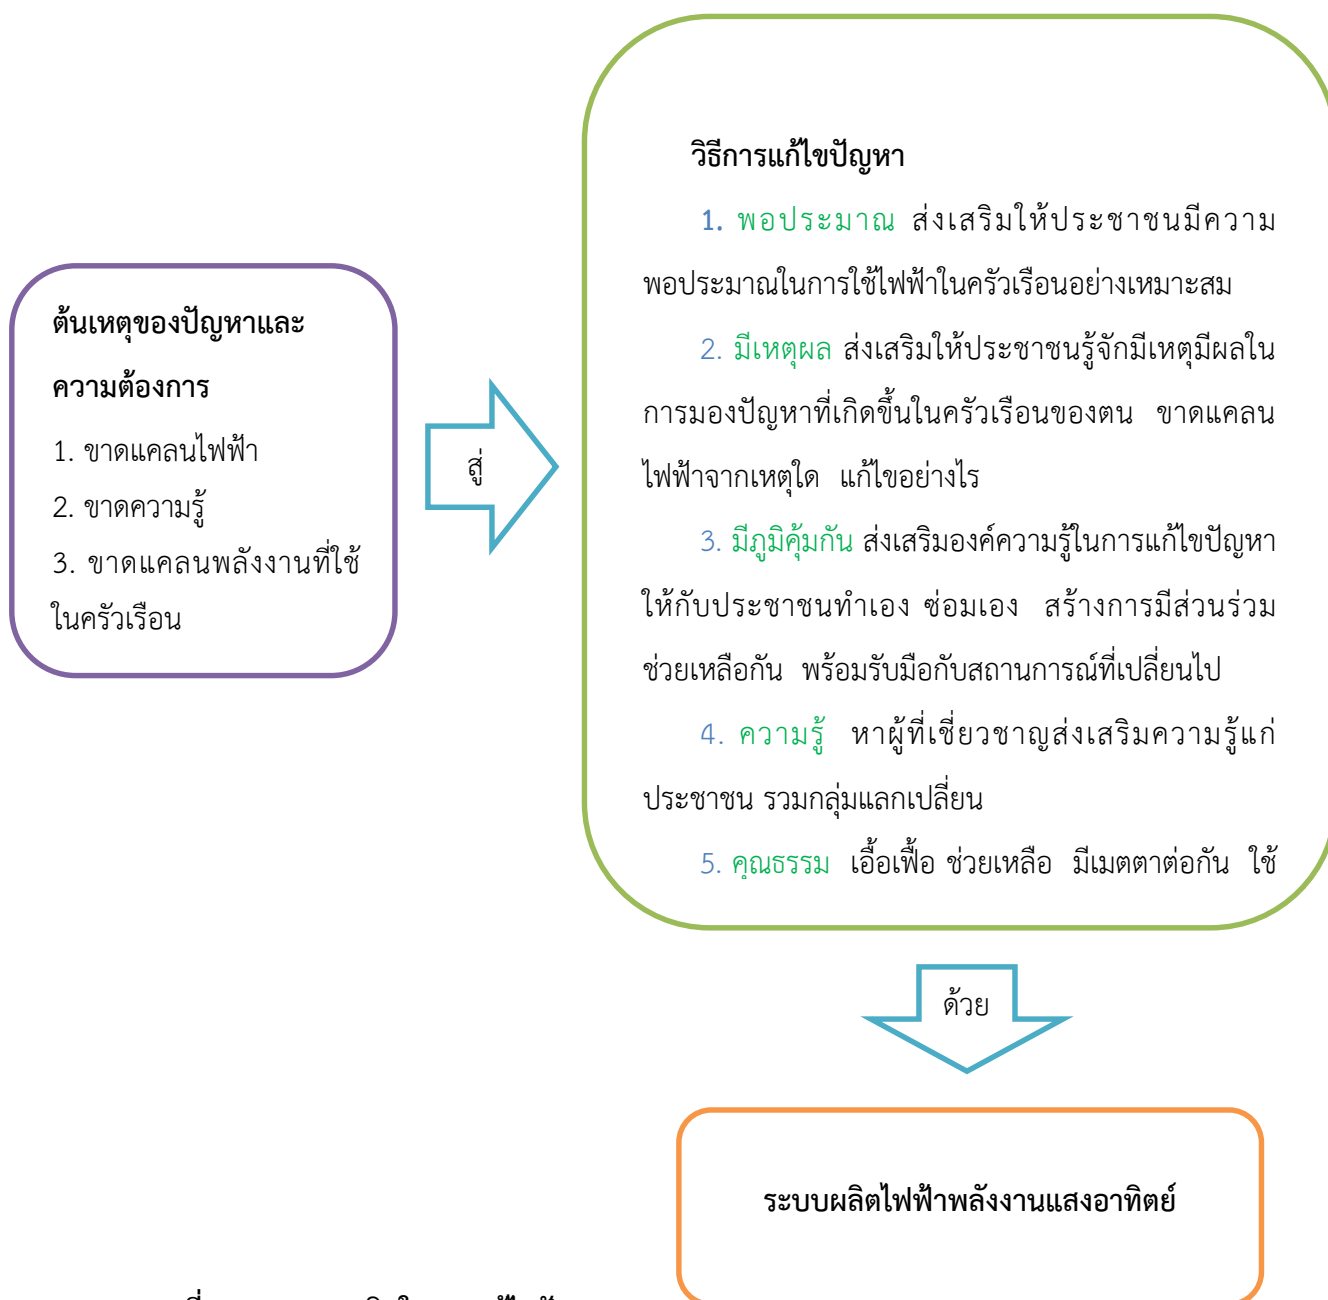 ต้นเหตุของปัญหาและ
ความต้องการ
1. ขาดแคลนไฟฟ้า
2. ขาดความรู้
3. ขาดแคลนพลังงานที่ใช้
ในครัวเรือน
สู่
วิธีการแก้ไขปัญหา
1. พอประมาณ ส่งเสริมให้ประชาชนมีความ
พอประมาณในการใช้ไฟฟ้าในครัวเรือนอย่างเหมาะสม
2. มีเหตุผล ส่งเสริมให้ประชาชนรู้จักมีเหตุมีผลใน
การมองปัญหาที่เกิดขึ้นในครัวเรือนของตน ขาดแคลน
ไฟฟ้าจากเหตุใด แก้ไขอย่างไร
3. มีภูมิคุ้มกัน ส่งเสริมองค์ความรู้ในการแก้ไขปัญหา
ให้กับประชาชนทำเอง ซ่อมเอง สร้างการมีส่วนร่วม
ช่วยเหลือกัน พร้อมรับมือกับสถานการณ์ที่เปลี่ยนไป
4. ความรู้ หาผู้ที่เชี่ยวชาญส่งเสริมความรู้แก่
ประชาชน รวมกลุ่มแลกเปลี่ยน
5. คุณธรรม เอื้อเฟื้อ ช่วยเหลือ มีเมตตาต่อกัน ใช้
ด้วย
ระบบผลิตไฟฟ้าพลังงานแสงอาทิตย์